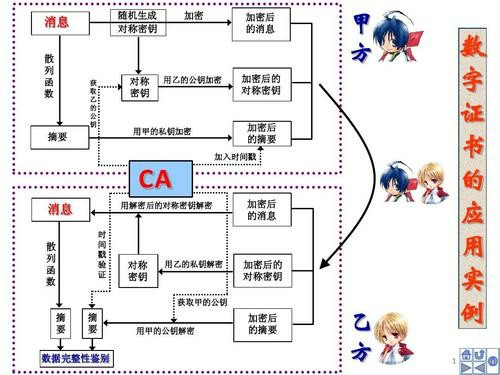 消息
随机生成
对称密钥
加密
加密后
的消息
甲方
散列函数
获取乙的公钥
对称
密钥
用乙的公钥加密
加密后的
对称密钥
摘要
用甲的私钥加密
加密后
的摘要
加入时间戳
CA
消息
用解密后的对称密钥解密
加密后
的消息
散列函数
时间戳验证
对称
密钥
用乙的私钥解密
加密后的
对称密钥
获取甲的公钥
摘要
摘要
用甲的公钥解密
加密后
的摘要
数据完整性鉴别
乙方
数字证书的应用实例
1